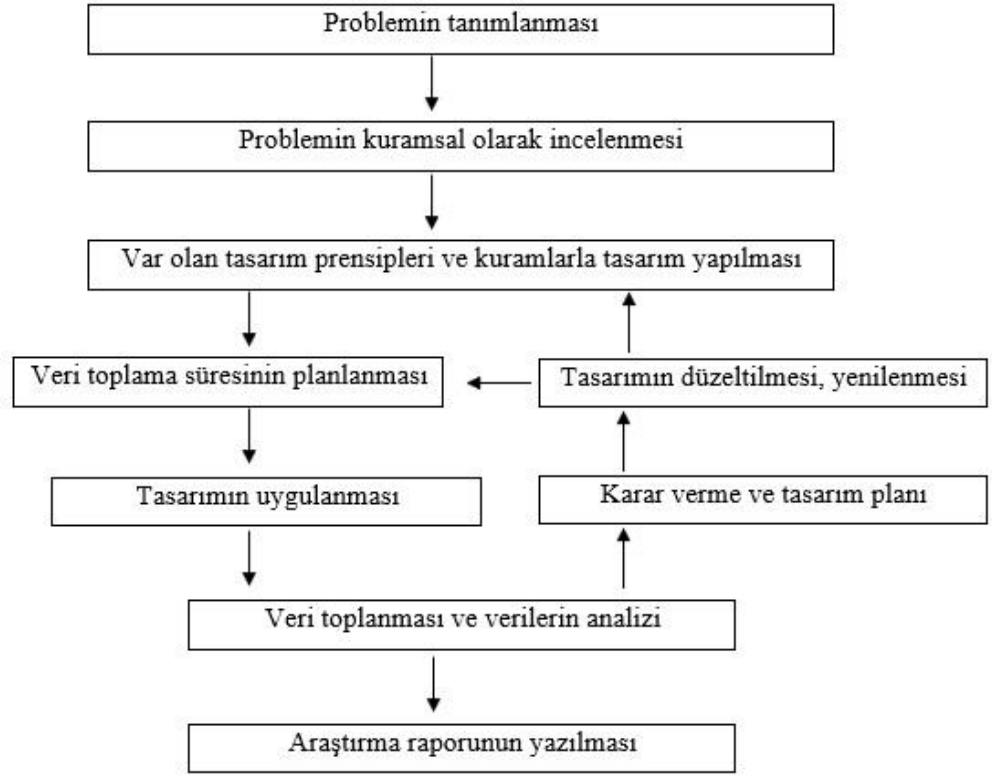 Problemin tanımlanması
Problemin kuramsal olarak incelenmesi
Var olan tasarım prensipleri ve kuramlarla tasarım yapılması
Veri toplama süresinin planlanması
Tasarımın düzeltilmesi, yenilenmesi
Tasarımın uygulanması
Karar verme ve tasarım planı
Veri toplanması ve verilerin analizi
Araştırma raporunun yazılması